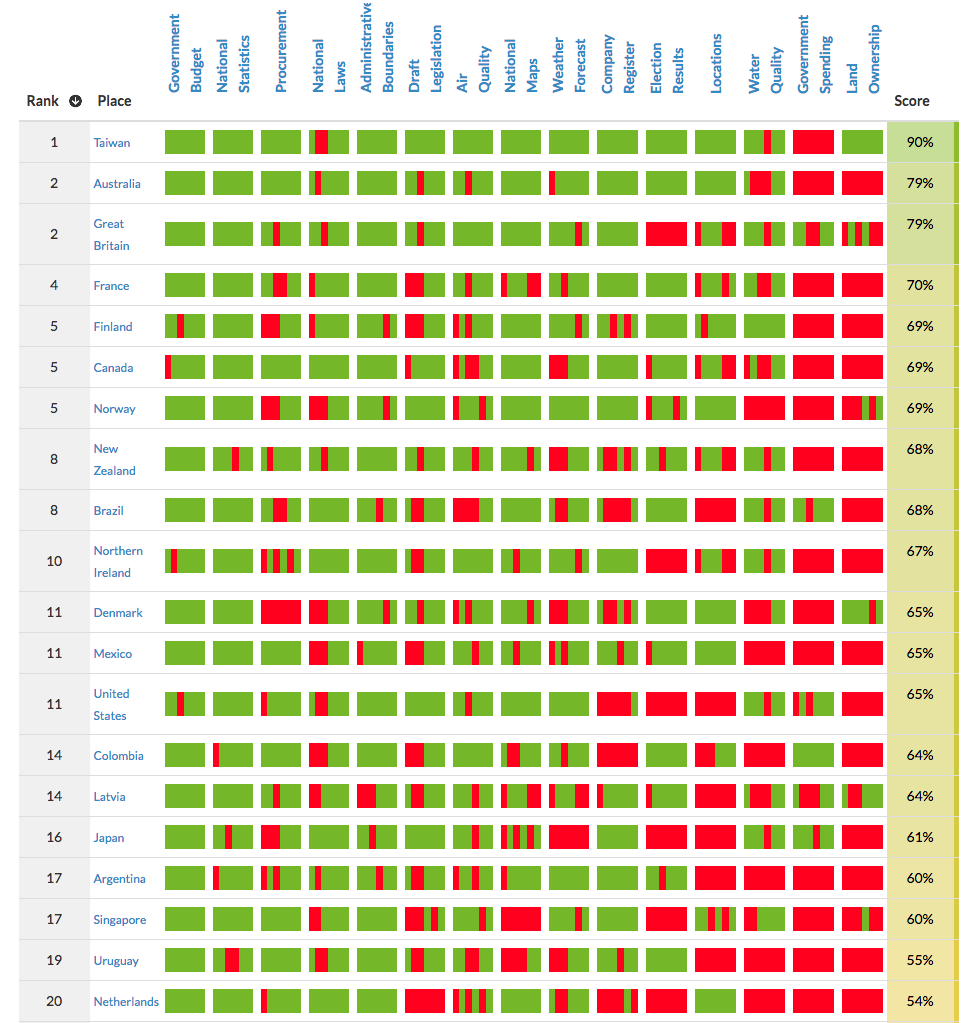 Government
Budget
National
Statistics
Procurement
National
Laws
Administrative
Boundaries
Draft
Legislation
Air
Quality
National
Maps
Weather
Forecast
Company
Register
Election
Results
Locations
Water
Quality
Government
Spending
Land
Ownership
Rank Place Score
1 Taiwan 90%
2 Australia 79%
2 Great 79%
Britain
4 France 70%
5 Finland 69%
5 Canada 69%
5 Norway 69%
8 New 68%
Zealand
8 Brazil 68%
10 Northern 67%
Ireland
11 Denmark 65%
11 Mexico 65%
11 United 65%
States
14 Colombia 64%
14 Latvia 64%
16 Japan 61%
17 Argentina 60%
17 Singapore 60%
19 Uruguay 55%
20 Netherlands 54%